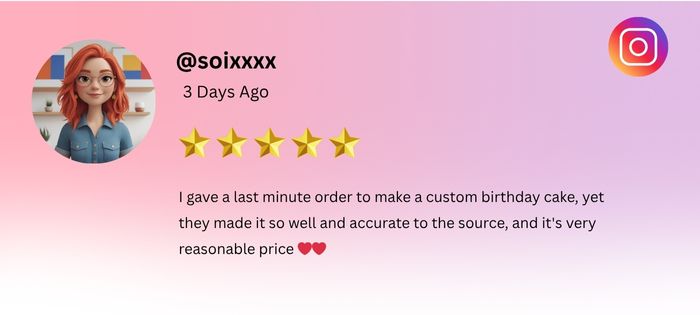 @soixxxx
3 Days Ago
I gave a last minute order to make a custom birthday cake, yet
they made it so well and accurate to the source, and it's very
reasonable price ❤️❤️